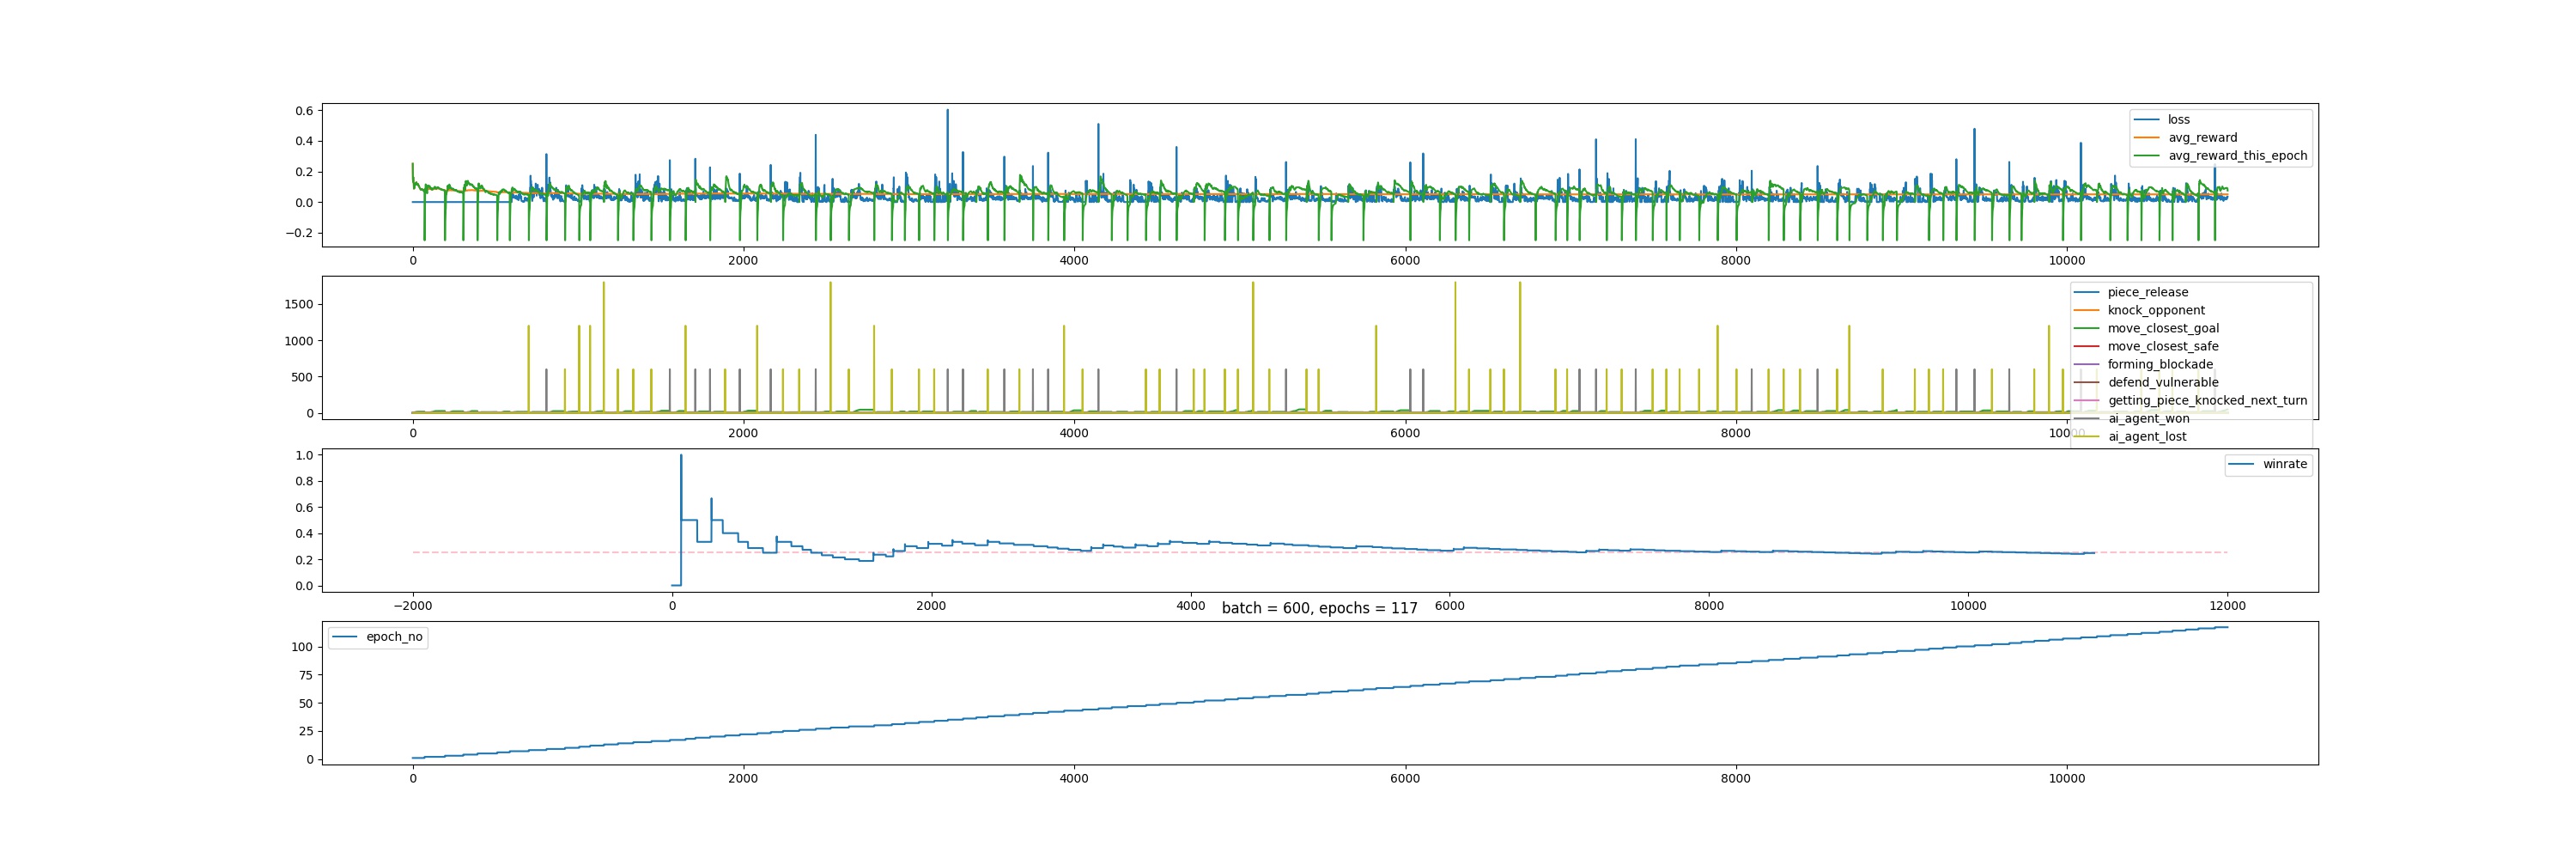 0.6
0.4
0.2
0.0
−0.2
loss
avg_reward
avg_reward_this_epoch
0 2000 4000 6000 8000 10000
1500
1000
500
0
piece_release
knock_opponent
move_closest_goal
move_closest_safe
forming_blockade
defend_vulnerable
getting_piece_knocked_next_turn
ai_agent_won
ai_agent_lost
0 2000 4000 6000 8000 10000
1.0
0.8
0.6
0.4
0.2
0.0
winrate
−2000 0 2000 4000 6000 8000 10000 12000
batch = 600, epochs = 117
100
75
50
25
0
epoch_no
0 2000 4000 6000 8000 10000